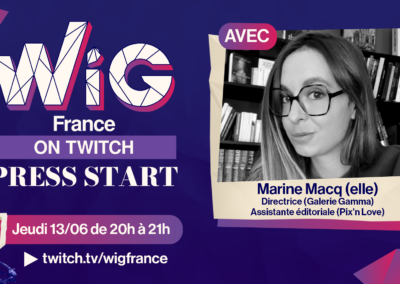 WiG
France
ON TWITCH
PRESS START
Jeudi 13/06 de 20h à 21h
twitch.tv/wigfrance
AVEC
Marine Macq (elle)
Directrice (Galerie Gamma)
Assistante éditoriale (Pix'n Love)